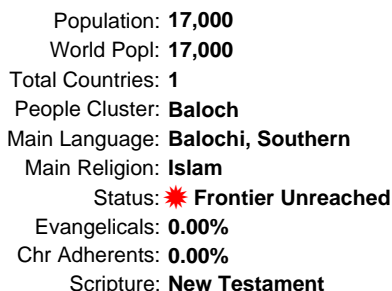 Population: 17,000
World Popl: 17,000
Total Countries: 1
People Cluster: Baloch
Main Language: Balochi, Southern
Main Religion: Islam
Status: Frontier Unreached
Evangelicals: 0.00%
Chr Adherents: 0.00%
Scripture: New Testament